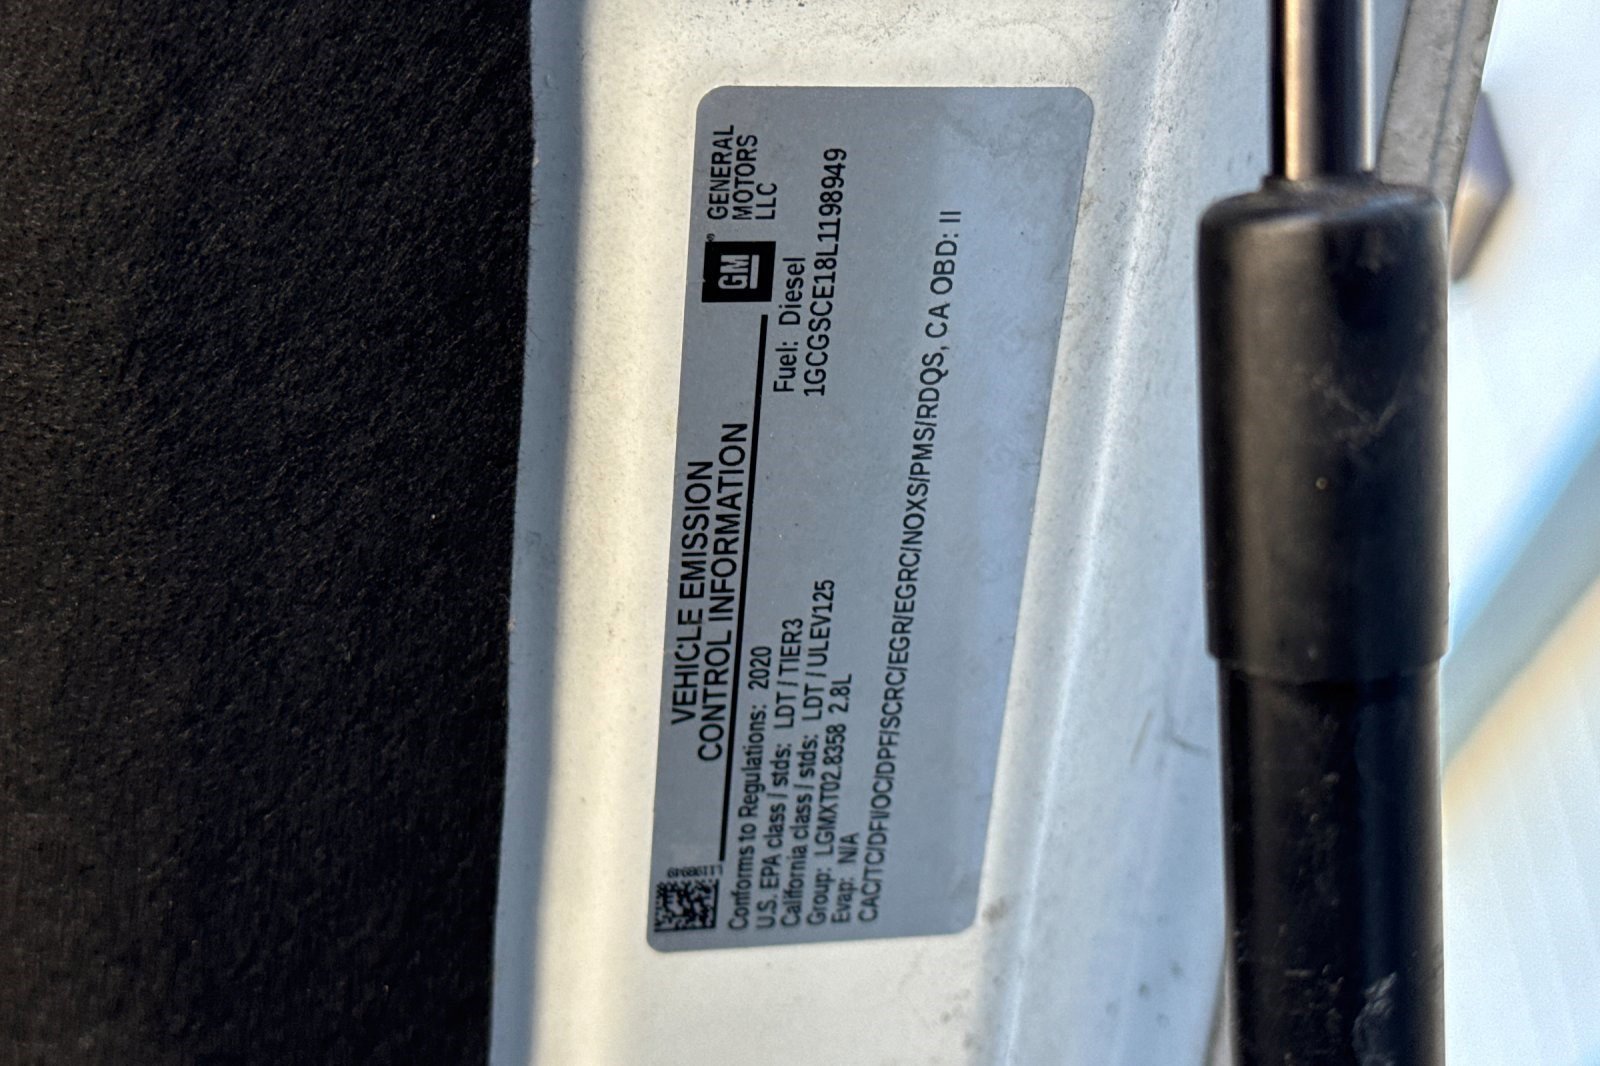 VEHICLE EMISSION
CONTROL INFORMATION
GM
GENERAL
MOTORS
LLC
Conforms to Regulations: 2020
Fuel: Diesel
U.S. EPA class / stds: LDT / TIER3
1GCGSCE18L1198949
California class / stds: LDT / ULEV125
Group: LGMXT02.8358 2.8L
Evap: N/A
CAC/TC/DFI/OC/DPF/SCRC/EGR/EGRC/NOXS/PMS/RDQS, CA OBD: II